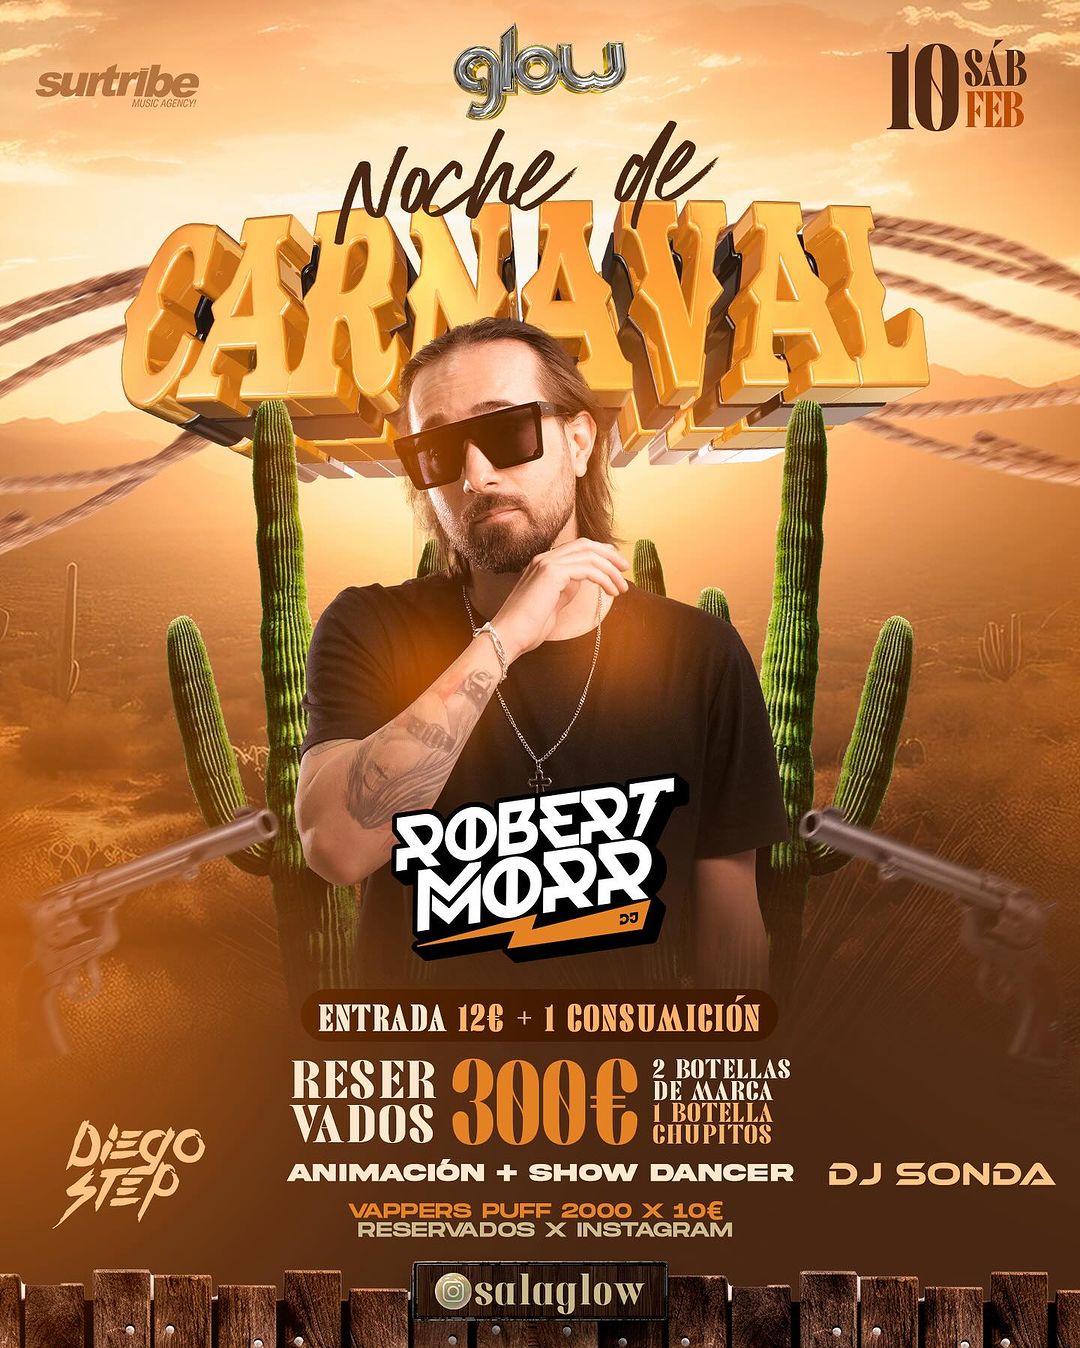 surtribe
MUSIC AGENCY!
glow
10 SÁB
FEB
Noche de
CARNAVAL
ROBERT
MORR
DJ
ENTRADA 12€ + 1 CONSUMICIÓN
RESER
VADOS
300€
2 BOTELLAS
DE MARCA
1 BOTELLA
CHUPITOS
DIEGO
STEP
ANIMACIÓN + SHOW DANCER
DJ SONDA
VAPPERS PUFF 2000 X 10€
RESERVADOS X INSTAGRAM
@salaglow